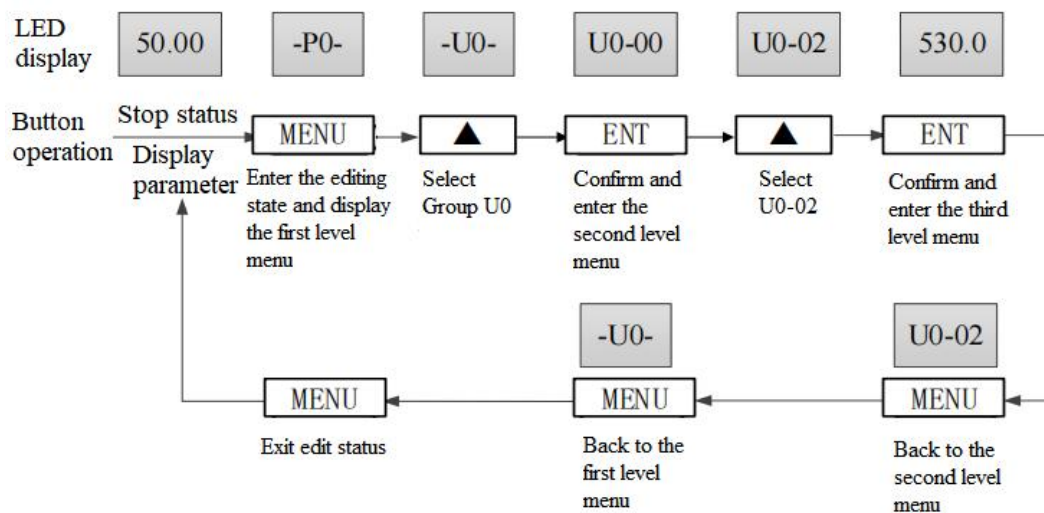 LED
display
50.00
-P0-
-U0-
U0-00
U0-02
530.0
Button
operation
Stop status
Display
parameter
MENU
▲
ENT
▲
ENT
Enter the editing
state and display
the first level
menu
Select
Group U0
Confirm and
enter the
second level
menu
Select
U0-02
Confirm and
enter the third
level menu
-U0-
U0-02
MENU
MENU
MENU
Exit edit status
Back to the
first level
menu
Back to the
second level
menu